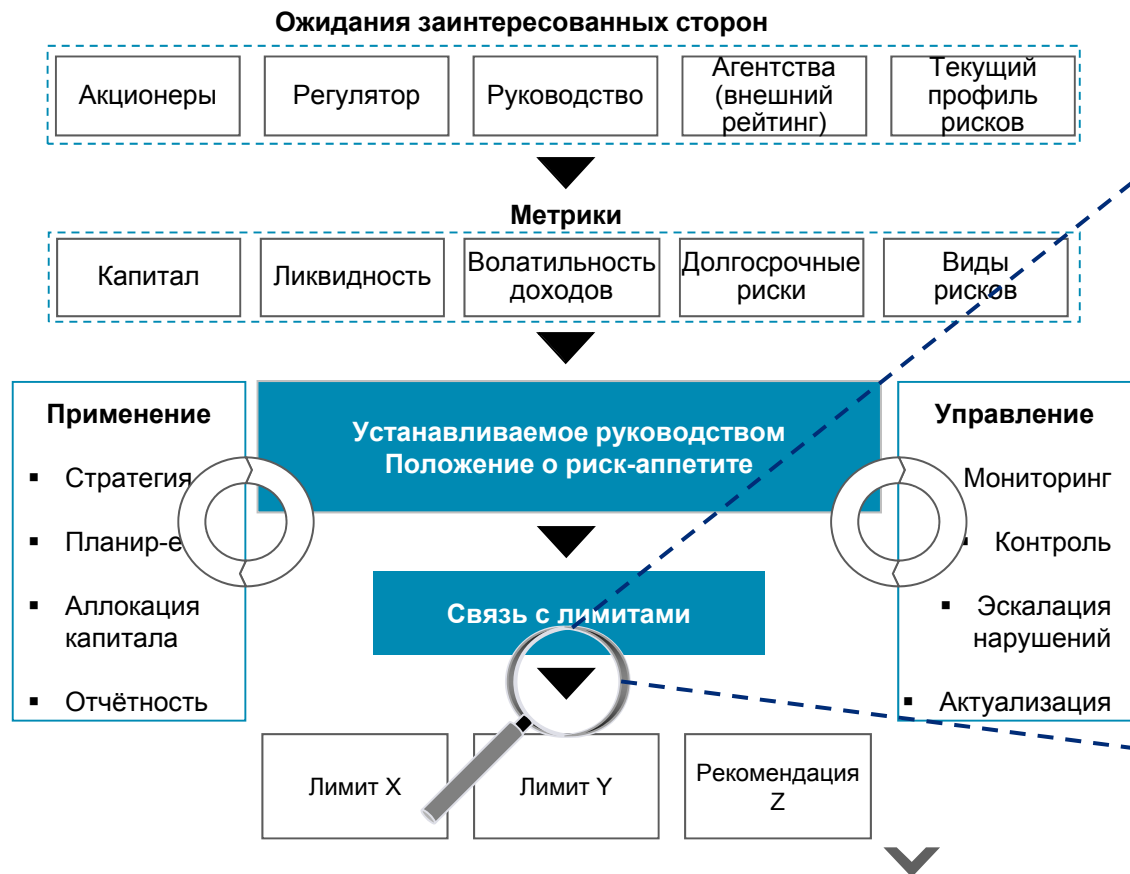 Ожидания заинтересованных сторон
Акционеры
Регулятор
Руководство
Агентства
(внешний
рейтинг)
Текущий
профиль
рисков
Метрики
Капитал
Ликвидность
Волатильность
доходов
Долгосрочные
риски
Виды
рисков
Применение
▪ Стратегия
▪ Планир-е
▪ Аллокация
капитала
▪ Отчётность
Устанавливаемое руководством
Положение о риск-аппетите
Связь с лимитами
Управление
Мониторинг
▪ Контроль
▪ Эскалация
нарушений
▪ Актуализация
Лимит X
Лимит Y
Рекомендация
Z